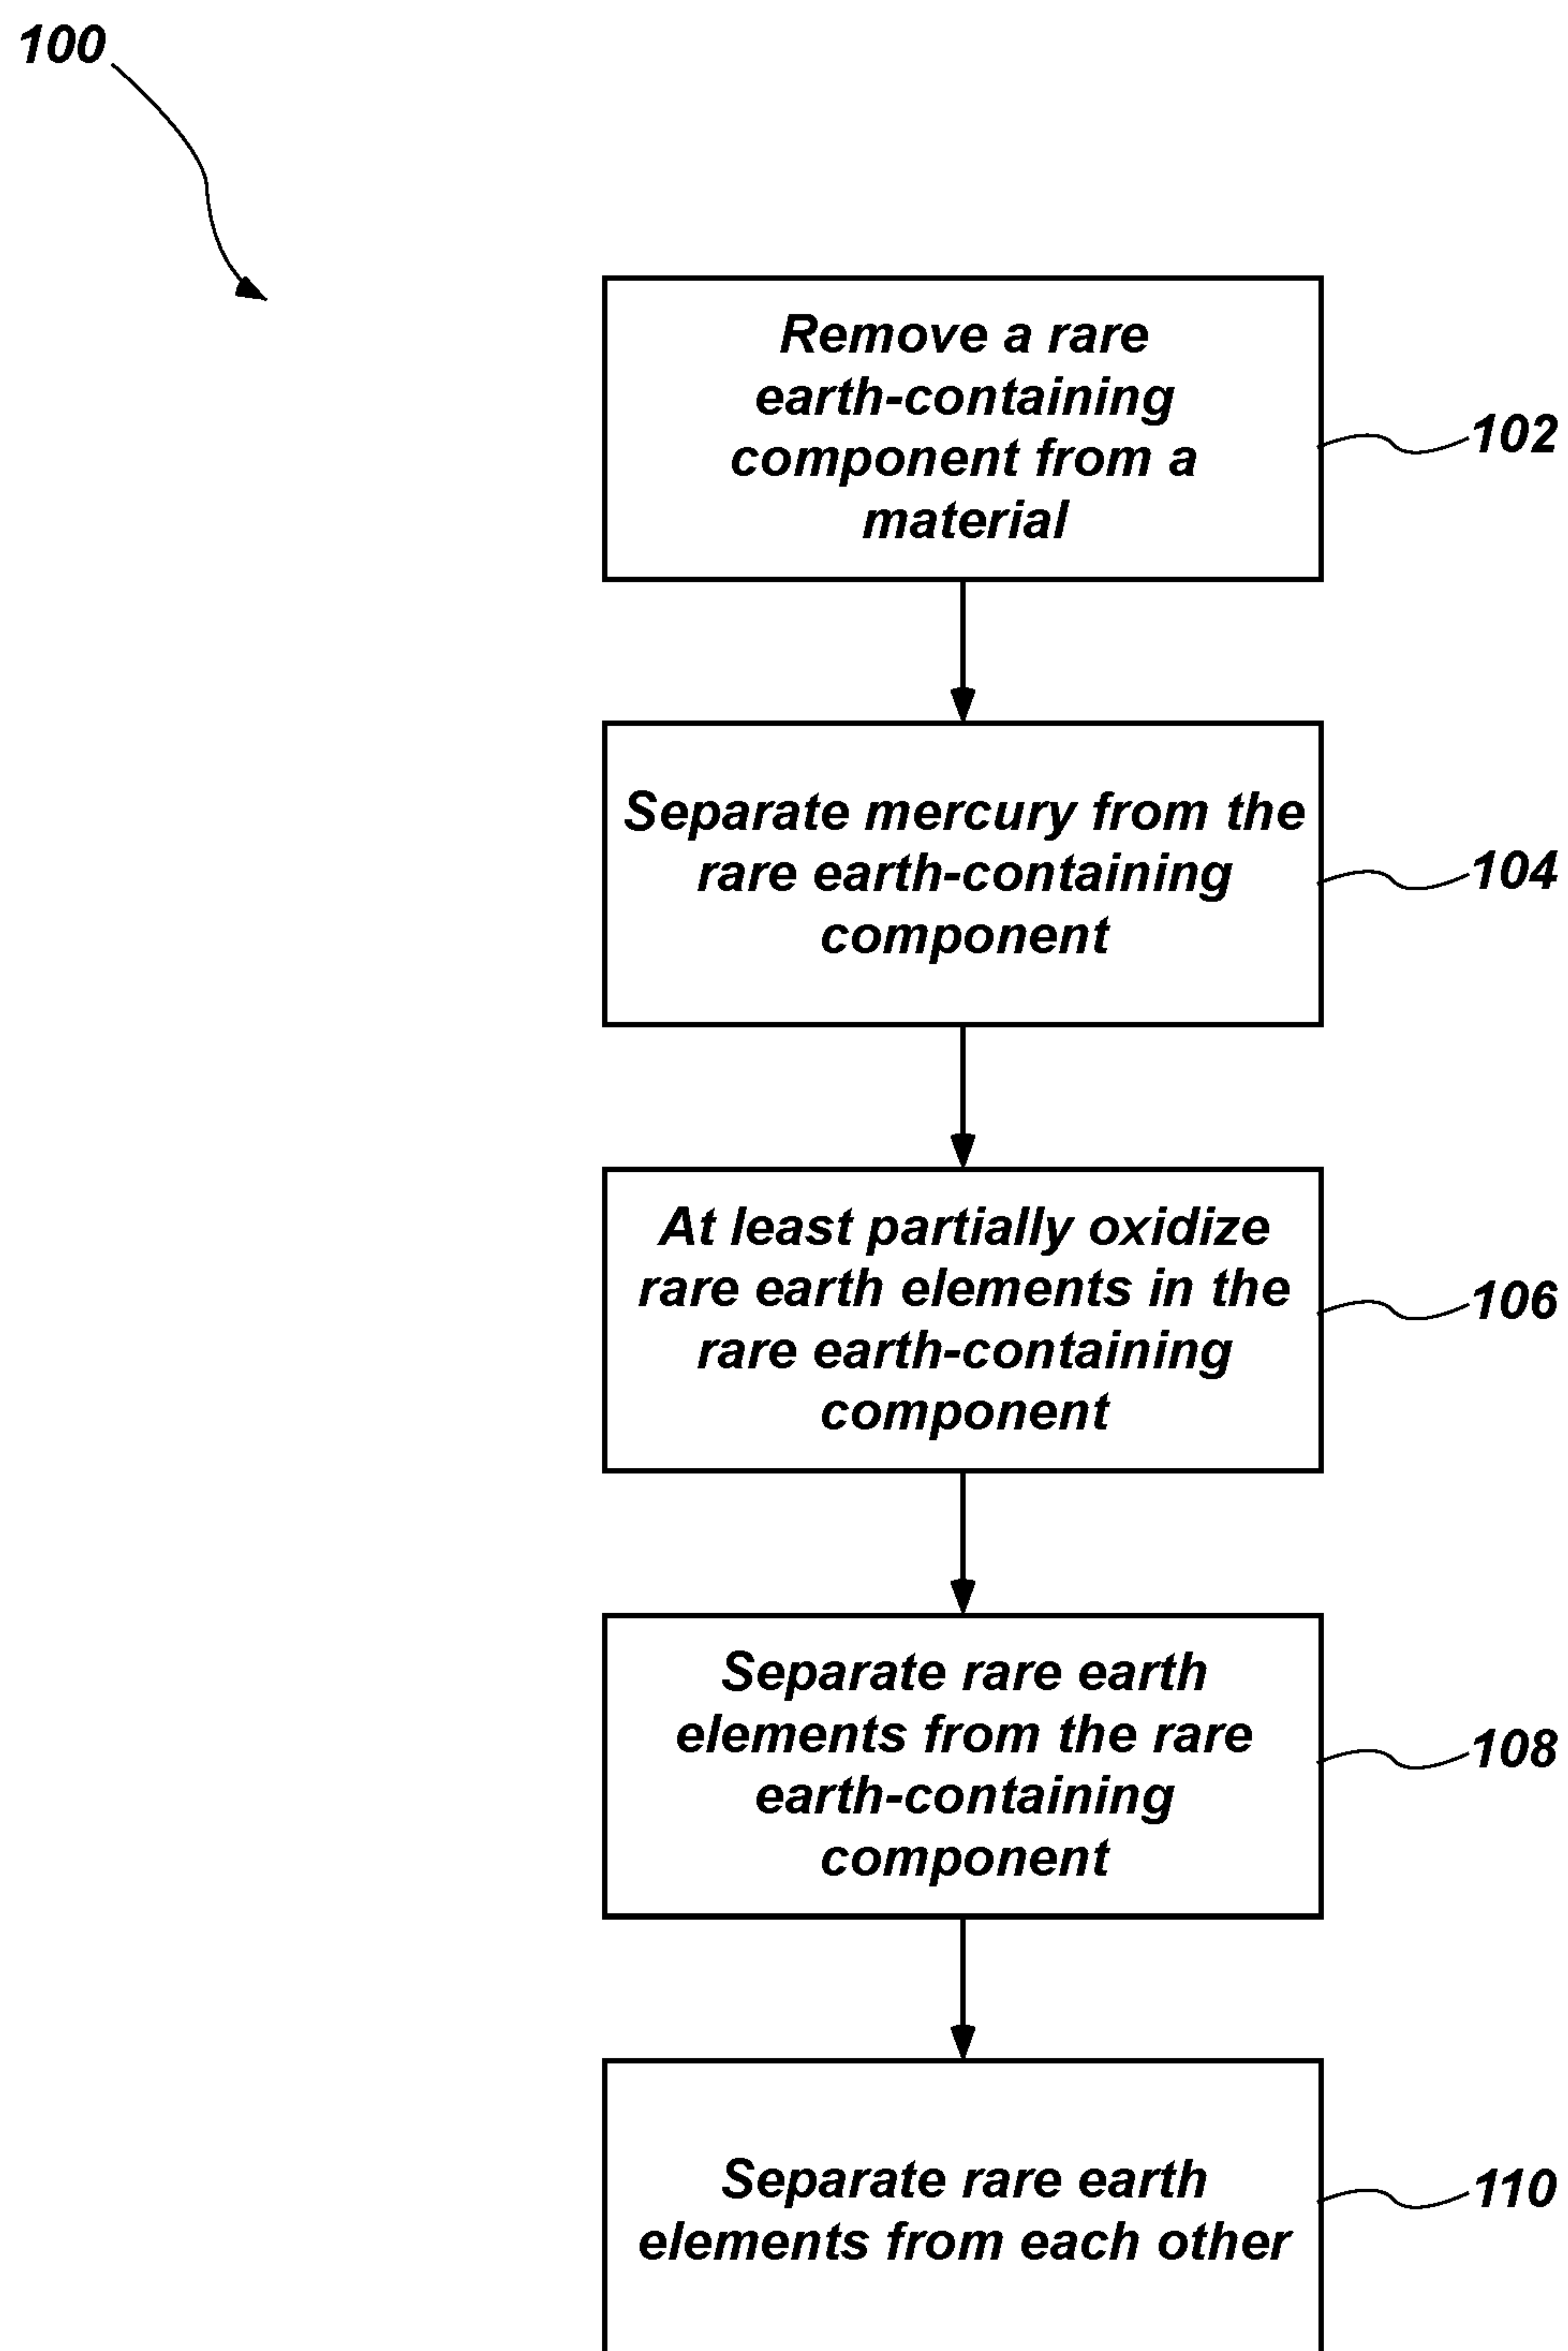 100
Remove a rare
earth-containing
component from a
material
102
Separate mercury from the
rare earth-containing
component
104
At least partially oxidize
rare earth elements in the
rare earth-containing
component
106
Separate rare earth
elements from the rare
earth-containing
component
108
Separate rare earth
elements from each other
110